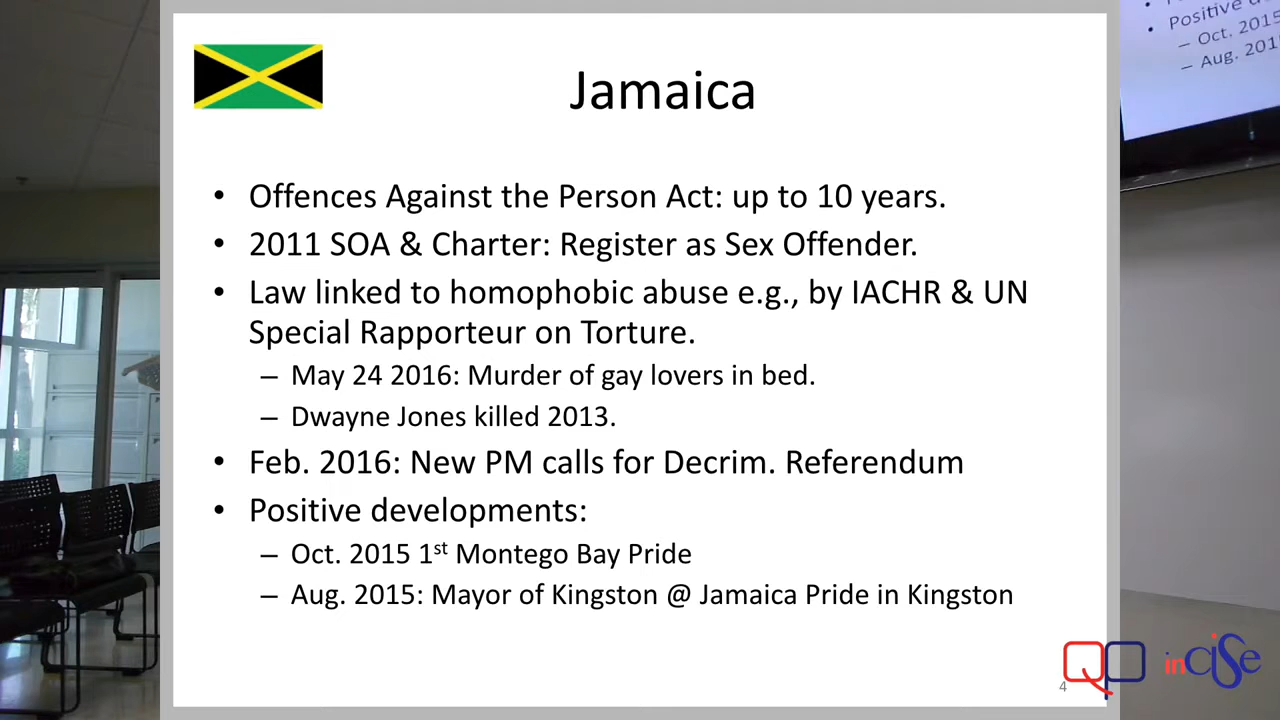 Jamaica
• Offences Against the Person Act: up to 10 years.
• 2011 SOA & Charter: Register as Sex Offender.
• Law linked to homophobic abuse e.g., by IACHR & UN
Special Rapporteur on Torture.
– May 24 2016: Murder of gay lovers in bed.
– Dwayne Jones killed 2013.
• Feb. 2016: New PM calls for Decrim. Referendum
• Positive developments:
– Oct. 2015 1st Montego Bay Pride
– Aug. 2015: Mayor of Kingston @ Jamaica Pride in Kingston
4
QP
inCiSe
• Positive d
– Oct. 2015
– Aug. 201